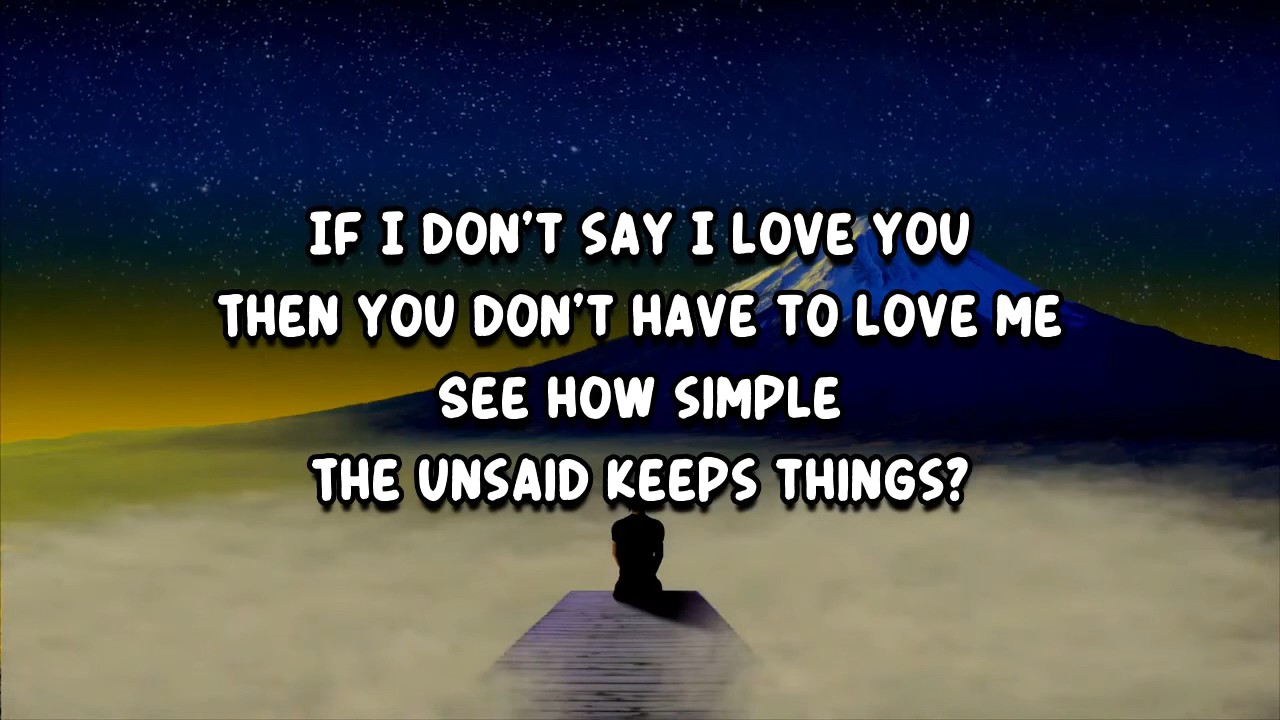 IF I DON'T SAY I LOVE YOU
THEN YOU DON'T HAVE TO LOVE ME
SEE HOW SIMPLE
THE UNSAID KEEPS THINGS?